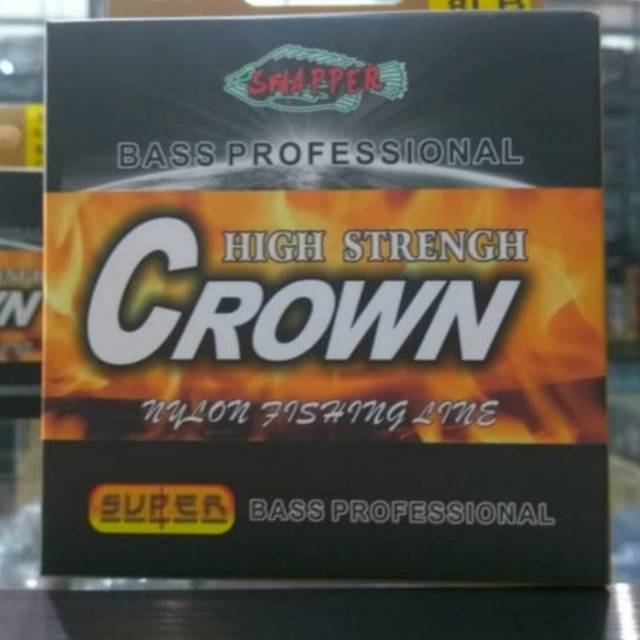 SNAPPER
BASS PROFESSIONAL
HIGH STRENGH
CROWN
NYLON FISHING LINE
SUPER
BASS PROFESSIONAL